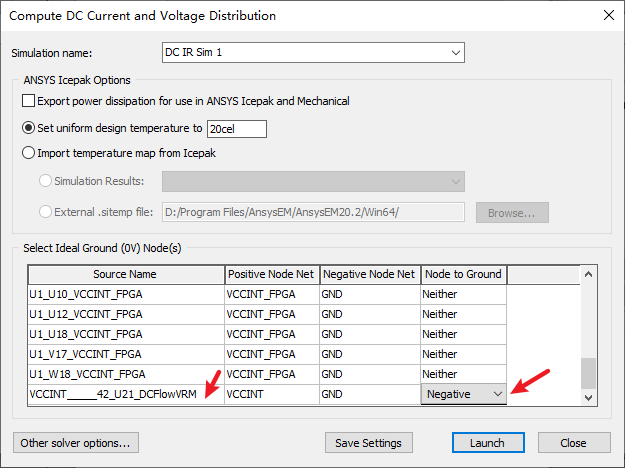 Compute DC Current and Voltage Distribution
Simulation name: DC IR Sim 1
ANSYS Icepak Options
Export power dissipation for use in ANSYS Icepak and Mechanical
Set uniform design temperature to 20cel
Import temperature map from Icepak
Simulation Results:
External .sitemp file: D:/Program Files/AnsysEM/AnsysEM20.2/Win64/ Browse...
Select Ideal Ground (0V) Node(s)
Source Name Positive Node Net Negative Node Net Node to Ground
U1_U10_VCCINT_FPGA VCCINT_FPGA GND Neither
U1_U12_VCCINT_FPGA VCCINT_FPGA GND Neither
U1_U18_VCCINT_FPGA VCCINT_FPGA GND Neither
U1_V17_VCCINT_FPGA VCCINT_FPGA GND Neither
U1_W18_VCCINT_FPGA VCCINT_FPGA GND Neither
VCCINT_____42_U21_DCFlowVRM VCCINT GND Negative
Other solver options... Save Settings Launch Close